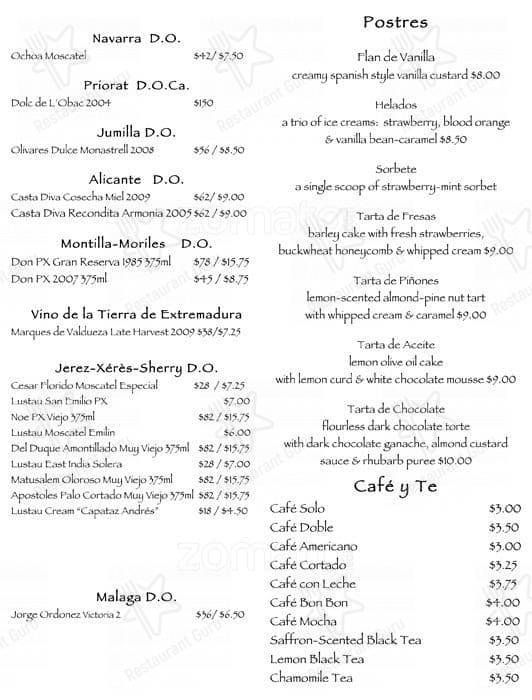 Navarra D.O.
Ochoa Moscatel $42/ $7.50
Priorat D.O.Ca.
Dolc de L'Obac 2004 $150
Jumilla D.O.
Olivares Dulce Monastrell 2008 $56 / $8.50
Alicante D.O.
Casta Diva Cosecha Miel 2009 $62/ $9.00
Casta Diva Recondita Armonia 2005 $62 / $9.00
Montilla-Moriles D.O.
Don PX Gran Reserva 1985 375ml $78 / $15.75
Don PX 2007 375ml $45 / $8.75
Vino de la Tierra de Extremadura
Marques de Valdueza Late Harvest 2009 $38/$7.25
Jerez-Xérès-Sherry D.O.
Cesar Florido Moscatel Especial $28 / $7.25
Lustau San Emilio PX $7.00
Noe PX Viejo 375ml $82 / $15.75
Lustau Moscatel Emilin $6.00
Del Duque Amontillado Muy Viejo 375ml $82 / $15.75
Lustau East India Solera $28 / $7.00
Matusalem Oloroso Muy Viejo 375ml $82 / $15.75
Apostoles Palo Cortado Muy Viejo 375ml $82 / $15.75
Lustau Cream "Capataz Andrés" $18 / $4.50
Malaga D.O.
Jorge Ordonez Victoria 2 $36/ $6.50
Postres
Flan de Vanilla
creamy spanish style vanilla custard $8.00
Helados
a trio of ice creams: strawberry, blood orange
& vanilla bean-caramel $8.50
Sorbete
a single scoop of strawberry-mint sorbet
Tarta de Fresas
barley cake with fresh strawberries,
buckwheat honeycomb & whipped cream $9.00
Tarta de Piñones
lemon-scented almond-pine nut tart
with whipped cream & caramel $9.00
Tarta de Aceite
lemon olive oil cake
with lemon curd & white chocolate mousse $9.00
Tarta de Chocolate
flourless dark chocolate torte
with dark chocolate ganache, almond custard
sauce & rhubarb puree $10.00
Café y Te
Café Solo $3.00
Café Doble $3.50
Café Americano $3.00
Café Cortado $3.25
Café con Leche $3.75
Café Bon Bon $4.00
Café Mocha $4.00
Saffron-Scented Black Tea $3.50
Lemon Black Tea $3.50
Chamomile Tea $3.50
zomato
zomato
Restaurant Guru
Restaurant Guru
Restaurant Guru
Restaurant Guru